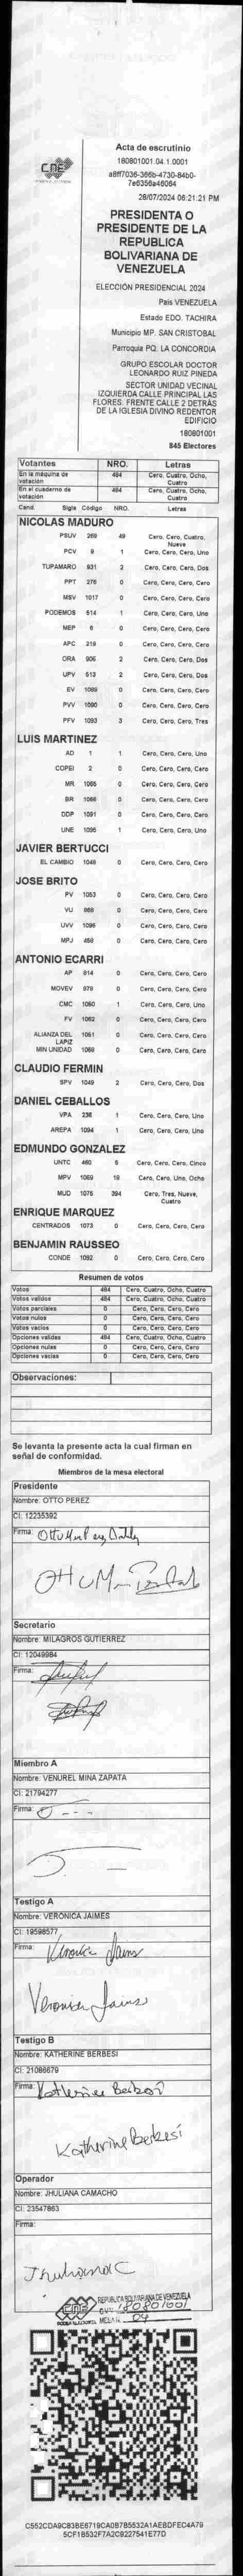 CNE
Acta de escrutinio
180801001.04.1.0001
a8ff7036-366b-4730-84b0-
7e6356a46064
28/07/2024 06:21:21 PM
PRESIDENTA O
PRESIDENTE DE LA
REPUBLICA
BOLIVARIANA DE
VENEZUELA
ELECCIÓN PRESIDENCIAL 2024
País VENEZUELA
Estado EDO. TACHIRA
Municipio MP. SAN CRISTOBAL
Parroquia PQ. LA CONCORDIA
GRUPO ESCOLAR DOCTOR
LEONARDO RUIZ PINEDA
SECTOR UNIDAD VECINAL
IZQUIERDA CALLE PRINCIPAL LAS
FLORES. FRENTE CALLE 2 DETRÁS
DE LA IGLESIA DIVINO REDENTOR
EDIFICIO
180801001
845 Electores
Votantes NRO. Letras
En la máquina de votación 484 Cero, Cuatro, Ocho, Cuatro
En el cuaderno de votación 484 Cero, Cuatro, Ocho, Cuatro
Cand. Sigla Código NRO. Letras
NICOLAS MADURO
PSUV 269 49 Cero, Cero, Cuatro, Nueve
PCV 9 1 Cero, Cero, Cero, Uno
TUPAMARO 931 2 Cero, Cero, Cero, Dos
PPT 276 0 Cero, Cero, Cero, Cero
MSV 1017 0 Cero, Cero, Cero, Cero
PODEMOS 514 1 Cero, Cero, Cero, Uno
MEP 6 0 Cero, Cero, Cero, Cero
APC 219 0 Cero, Cero, Cero, Cero
ORA 906 2 Cero, Cero, Cero, Dos
UPV 513 2 Cero, Cero, Cero, Dos
EV 1089 0 Cero, Cero, Cero, Cero
PVV 1090 0 Cero, Cero, Cero, Cero
PFV 1093 3 Cero, Cero, Cero, Tres
LUIS MARTINEZ
AD 1 1 Cero, Cero, Cero, Uno
COPEI 2 0 Cero, Cero, Cero, Cero
MR 1065 0 Cero, Cero, Cero, Cero
BR 1066 0 Cero, Cero, Cero, Cero
DDP 1091 0 Cero, Cero, Cero, Cero
UNE 1095 1 Cero, Cero, Cero, Uno
JAVIER BERTUCCI
EL CAMBIO 1048 0 Cero, Cero, Cero, Cero
JOSE BRITO
PV 1053 0 Cero, Cero, Cero, Cero
VU 868 0 Cero, Cero, Cero, Cero
UVV 1096 0 Cero, Cero, Cero, Cero
MPJ 458 0 Cero, Cero, Cero, Cero
ANTONIO ECARRI
AP 814 0 Cero, Cero, Cero, Cero
MOVEV 878 0 Cero, Cero, Cero, Cero
CMC 1050 1 Cero, Cero, Cero, Uno
FV 1062 0 Cero, Cero, Cero, Cero
ALIANZA DEL LAPIZ 1051 0 Cero, Cero, Cero, Cero
MIN UNIDAD 1068 0 Cero, Cero, Cero, Cero
CLAUDIO FERMIN
SPV 1049 2 Cero, Cero, Cero, Dos
DANIEL CEBALLOS
VPA 236 1 Cero, Cero, Cero, Uno
AREPA 1094 1 Cero, Cero, Cero, Uno
EDMUNDO GONZALEZ
UNTC 460 5 Cero, Cero, Cero, Cinco
MPV 1069 18 Cero, Cero, Uno, Ocho
MUD 1075 394 Cero, Tres, Nueve, Cuatro
ENRIQUE MARQUEZ
CENTRADOS 1073 0 Cero, Cero, Cero, Cero
BENJAMIN RAUSSEO
CONDE 1092 0 Cero, Cero, Cero, Cero
Resumen de votos
Votos 484 Cero, Cuatro, Ocho, Cuatro
Votos válidos 484 Cero, Cuatro, Ocho, Cuatro
Votos parciales 0 Cero, Cero, Cero, Cero
Votos nulos 0 Cero, Cero, Cero, Cero
Votos vacíos 0 Cero, Cero, Cero, Cero
Opciones válidas 484 Cero, Cuatro, Ocho, Cuatro
Opciones nulas 0 Cero, Cero, Cero, Cero
Opciones vacías 0 Cero, Cero, Cero, Cero
Observaciones:
Se levanta la presente acta la cual firman en
señal de conformidad.
Miembros de la mesa electoral
Presidente
Nombre: OTTO PEREZ
CI: 12235392
Firma:
Secretario
Nombre: MILAGROS GUTIERREZ
CI: 12049984
Firma:
Miembro A
Nombre: VENUREL MINA ZAPATA
CI: 21794277
Firma:
Testigo A
Nombre: VERONICA JAIMES
CI: 19598577
Firma: Veronica Jaimes
Veronica Jaimes
Testigo B
Nombre: KATHERINE BERBESI
CI: 21086679
Firma: Katherine Berbesi
Katherine Berbesí
Operador
Nombre: JHULIANA CAMACHO
CI: 23547863
Firma:
Jhuliana C
CNE REPÚBLICA BOLIVARIANA DE VENEZUELA
180801001
MESA N. 04
C552CDA9C83BE6719CA0B7B5532A1AEBDFEC4A79
5CF1B532F7A2C9227541E77D